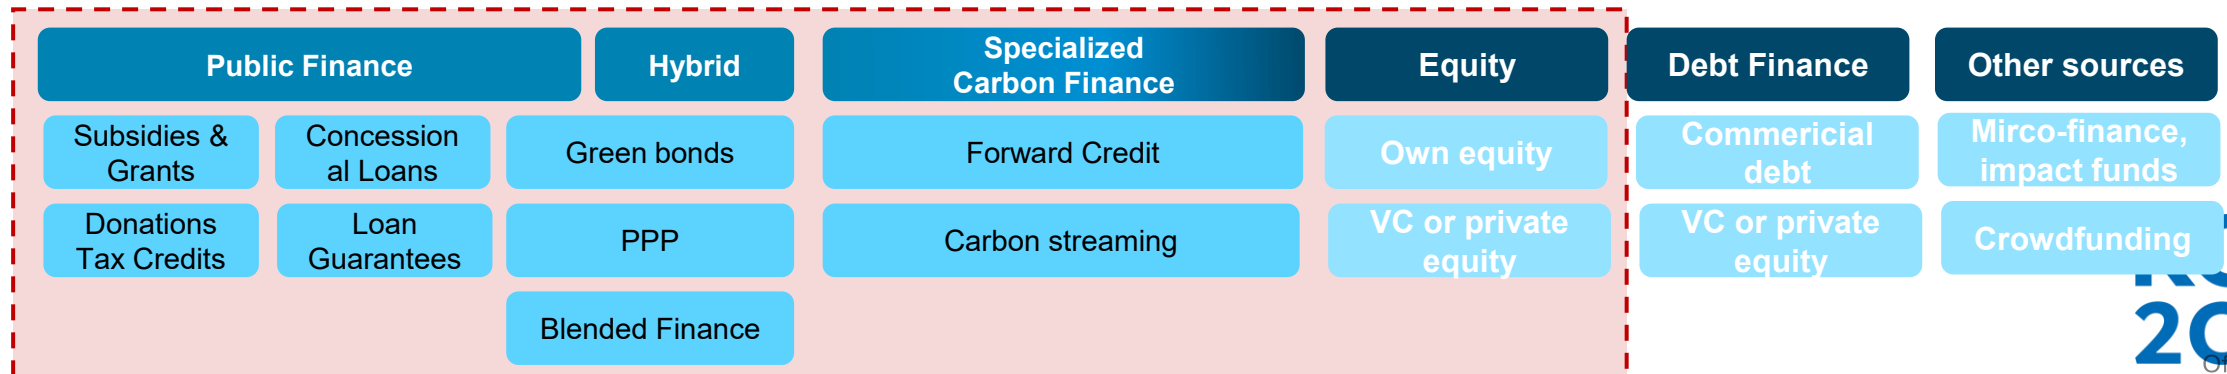 Public Finance
Hybrid
Specialized
Carbon Finance
Equity
Debt Finance
Other sources
Subsidies &
Grants
Concession
al Loans
Green bonds
Forward Credit
Own equity
Commericial
debt
Mirco-finance,
impact funds
Donations
Tax Credits
Loan
Guarantees
PPP
Carbon streaming
VC or private
equity
VC or private
equity
Crowdfunding
Blended Finance